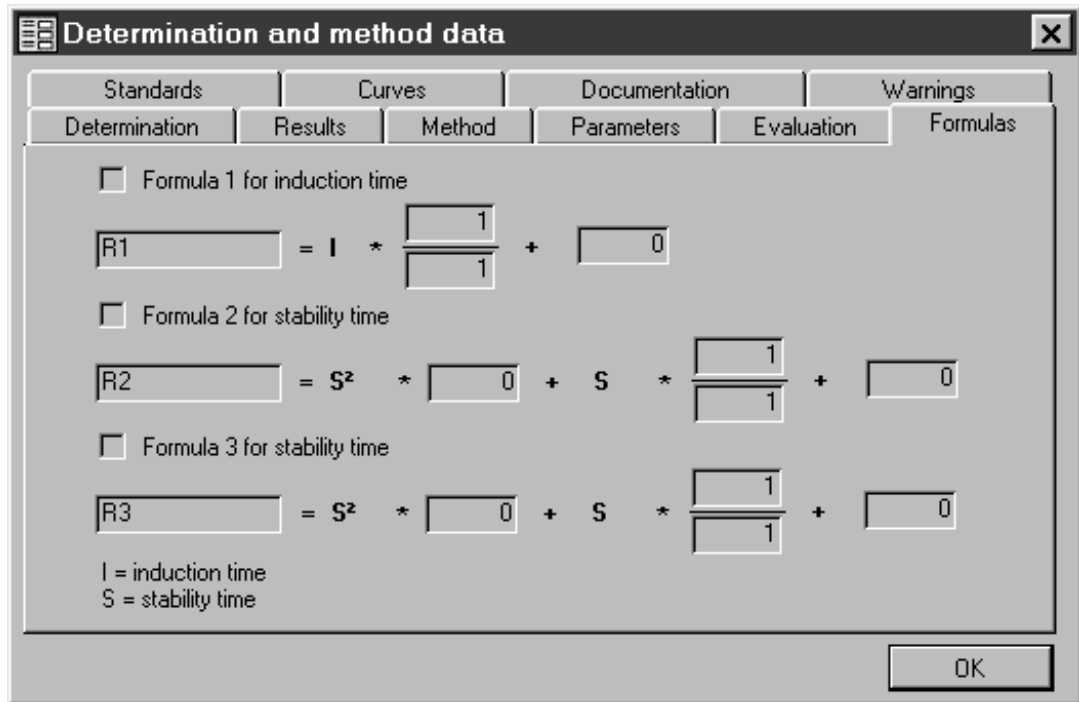 Determination and method data
Standards Curves Documentation Warnings
Determination Results Method Parameters Evaluation Formulas
Formula 1 for induction time
1
R1 = I * + 0
1
Formula 2 for stability time
1
R2 = S² * 0 + S * + 0
1
Formula 3 for stability time
1
R3 = S² * 0 + S * + 0
1
I = induction time
S = stability time
OK